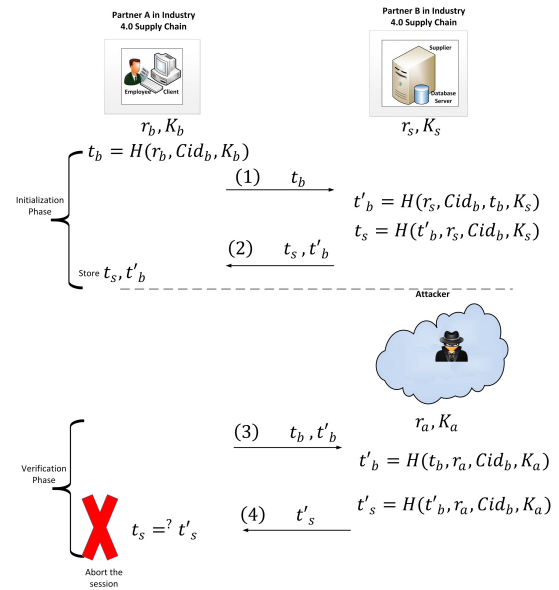 Partner A in Industry
4.0 Supply Chain
Partner B in Industry
4.0 Supply Chain
Employee
Client
Supplier
Database
Server
r_b, K_b
r_s, K_s
t_b = H(r_b, Cid_b, K_b)
(1) t_b
t'_b = H(r_s, Cid_b, t_b, K_s)
Initialization
Phase
t_s = H(t'_b, r_s, Cid_b, K_s)
(2) t_s, t'_b
Store t_s, t'_b
Attacker
r_a, K_a
(3) t_b, t'_b
t'_b = H(t_b, r_a, Cid_b, K_a)
Verification
Phase
t'_s = H(t'_b, r_a, Cid_b, K_a)
(4) t'_s
t_s =? t'_s
Abort the
session